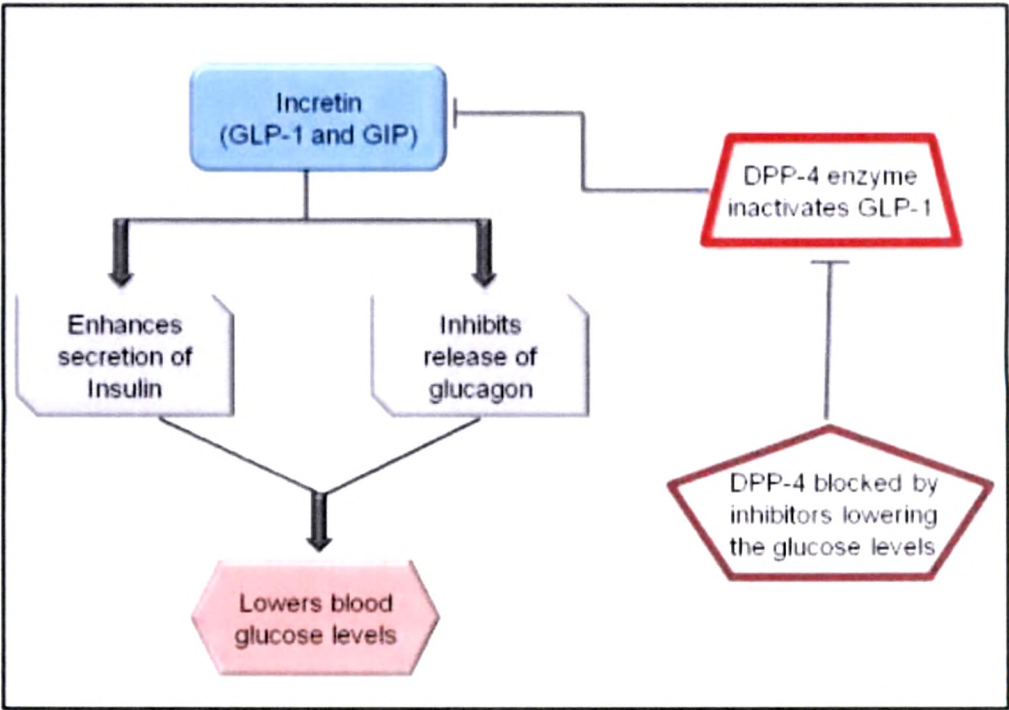 Incretin
(GLP-1 and GIP)
DPP-4 enzyme
inactivates GLP-1
Enhances
secretion of
Insulin
Inhibits
release of
glucagon
DPP-4 blocked by
inhibitors lowering
the glucose levels
Lowers blood
glucose levels